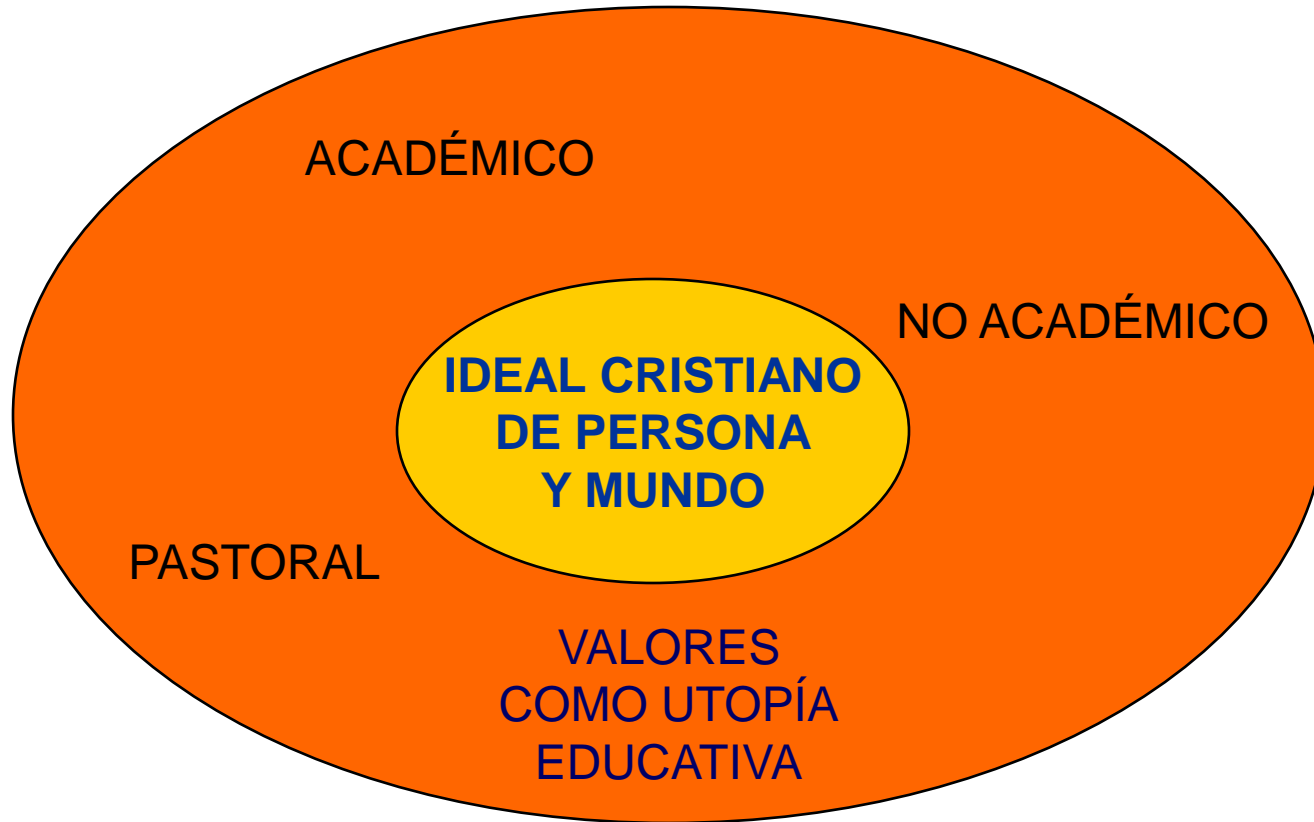 ACADÉMICO
NO ACADÉMICO
IDEAL CRISTIANO
DE PERSONA
Y MUNDO
PASTORAL
VALORES
COMO UTOPÍA
EDUCATIVA